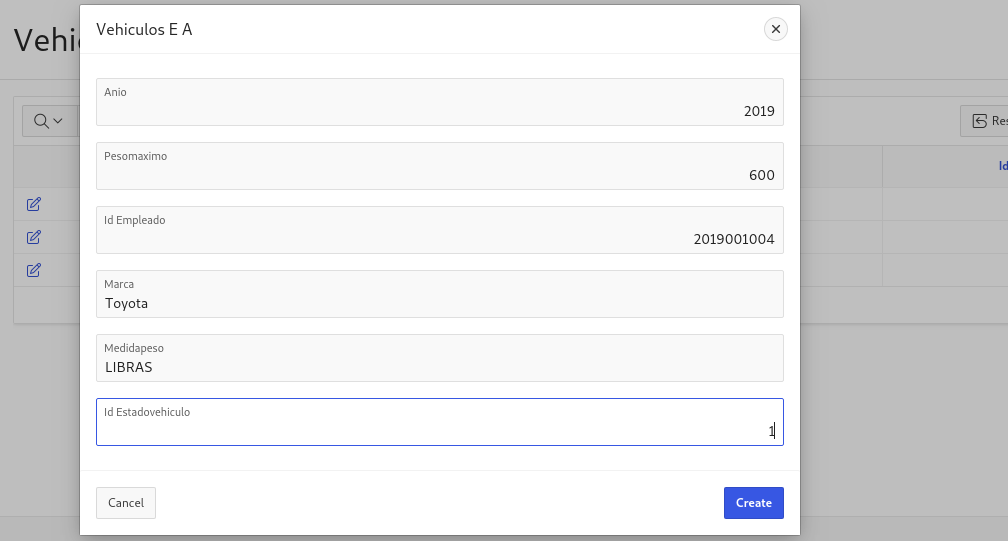 Vehi
Vehiculos E A
Anio
2019
Pesomaximo
600
Id Empleado
2019001004
Marca
Toyota
Medidapeso
LIBRAS
Id Estadovehiculo
1
Cancel
Create
Res
Id